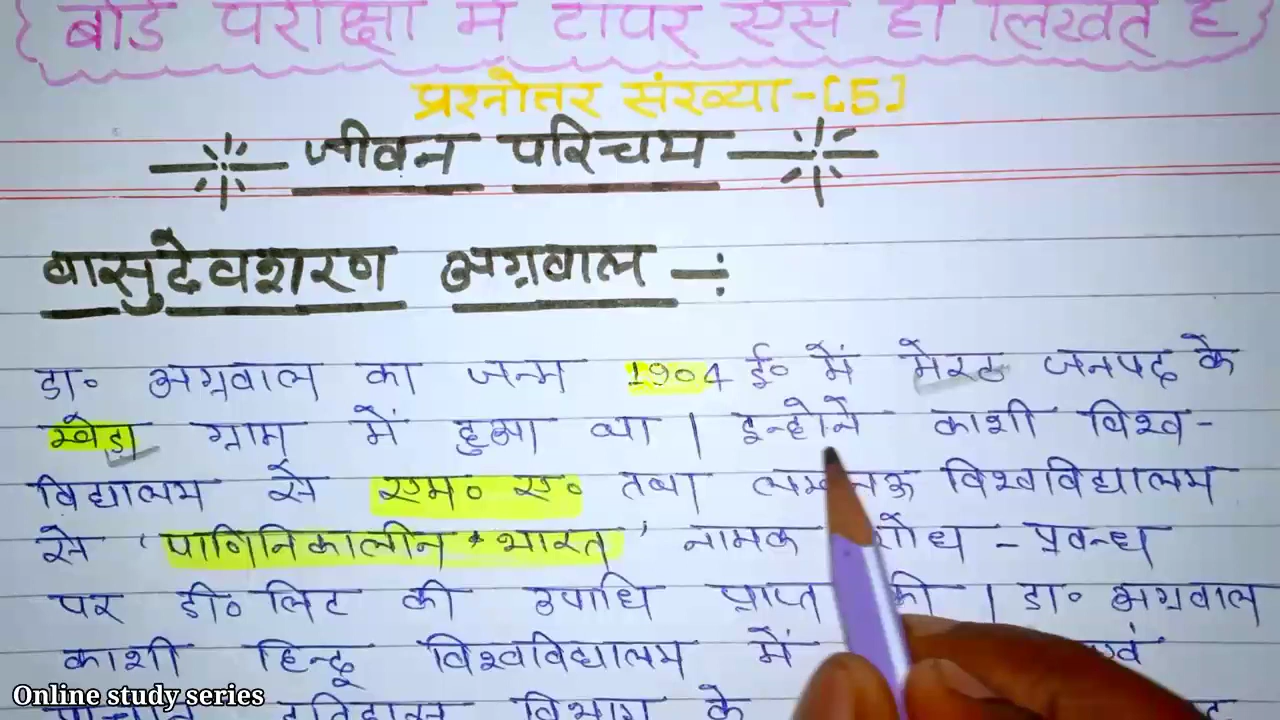 बोर्ड परीक्षा में टॉपर ऐसे ही लिखते हैं
प्रश्नोतर संख्या-[5]
जीवन परिचय
वासुदेवशरण अग्रवाल -:
डा० अग्रवाल का जन्म 1904 ई० में मेरठ जनपद के
खेड़ा ग्राम में हुआ था । इन्होने काशी विश्व-
विद्यालय से एम० ए० तथा लखनऊ विश्वविद्यालय
से 'पाणिनिकालीन भारत' नामक शोध - प्रबन्ध
पर डी० लिट की उपाधि प्राप्त की । डा० अग्रवाल
काशी हिन्दू विश्वविद्यालय में एवं
इतिहास विभाग के
Online study series